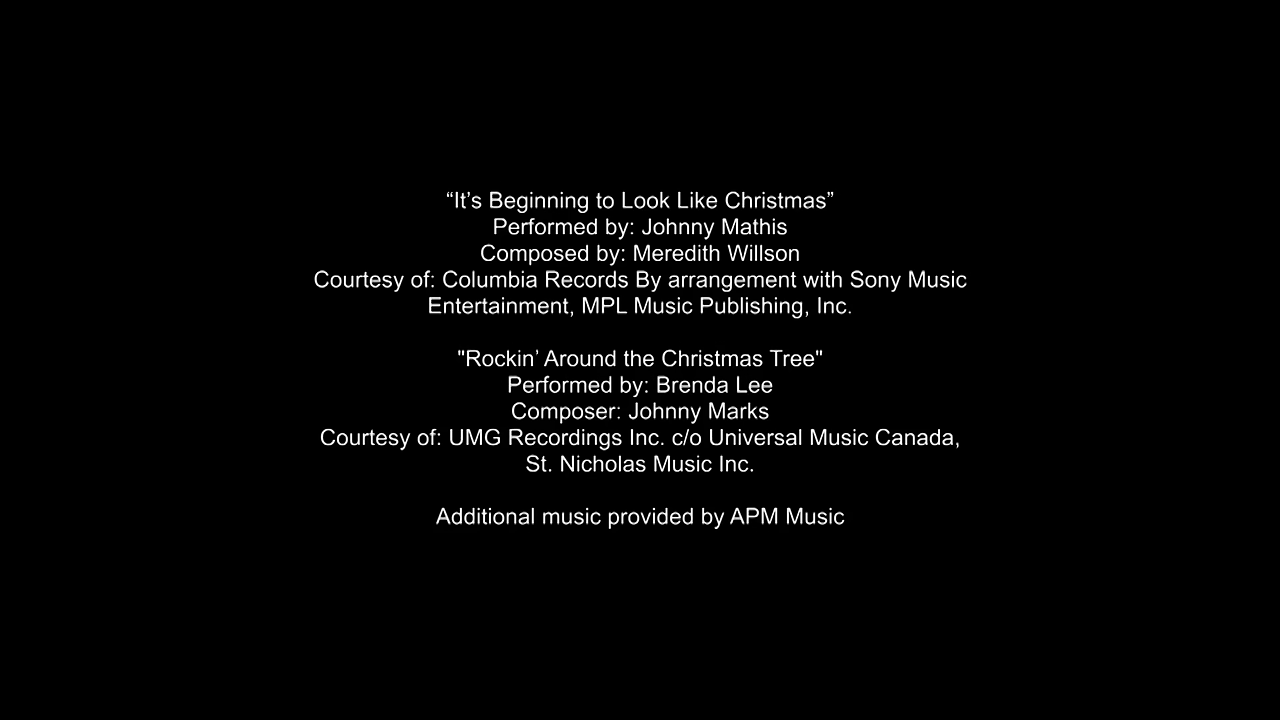 “It’s Beginning to Look Like Christmas”
Performed by: Johnny Mathis
Composed by: Meredith Willson
Courtesy of: Columbia Records By arrangement with Sony Music
Entertainment, MPL Music Publishing, Inc.
"Rockin’ Around the Christmas Tree"
Performed by: Brenda Lee
Composer: Johnny Marks
Courtesy of: UMG Recordings Inc. c/o Universal Music Canada,
St. Nicholas Music Inc.
Additional music provided by APM Music